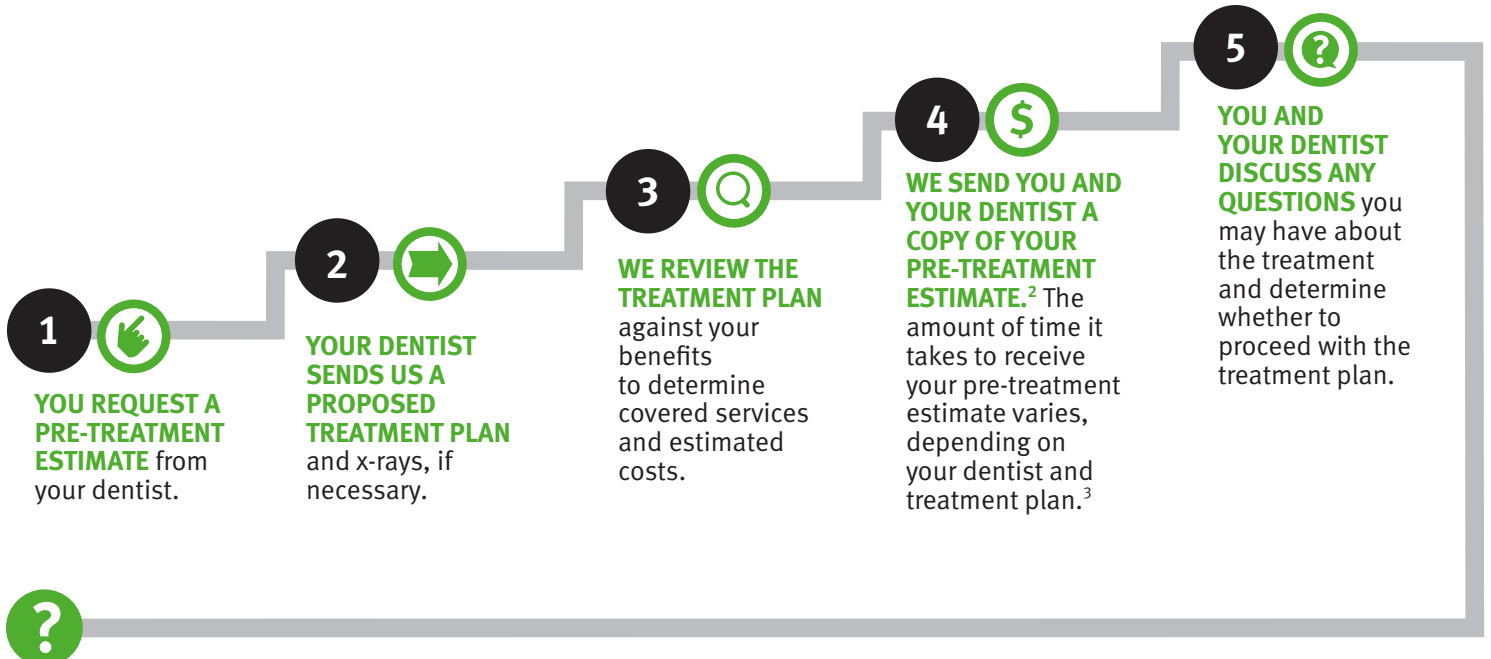 1
YOU REQUEST A
PRE-TREATMENT
ESTIMATE from
your dentist.
2
YOUR DENTIST
SENDS US A
PROPOSED
TREATMENT PLAN
and x-rays, if
necessary.
3
WE REVIEW THE
TREATMENT PLAN
against your
benefits
to determine
covered services
and estimated
costs.
4
$
WE SEND YOU AND
YOUR DENTIST A
COPY OF YOUR
PRE-TREATMENT
ESTIMATE.² The
amount of time it
takes to receive
your pre-treatment
estimate varies,
depending on
your dentist and
treatment plan.³
5
?
YOU AND
YOUR DENTIST
DISCUSS ANY
QUESTIONS you
may have about
the treatment
and determine
whether to
proceed with the
treatment plan.
?